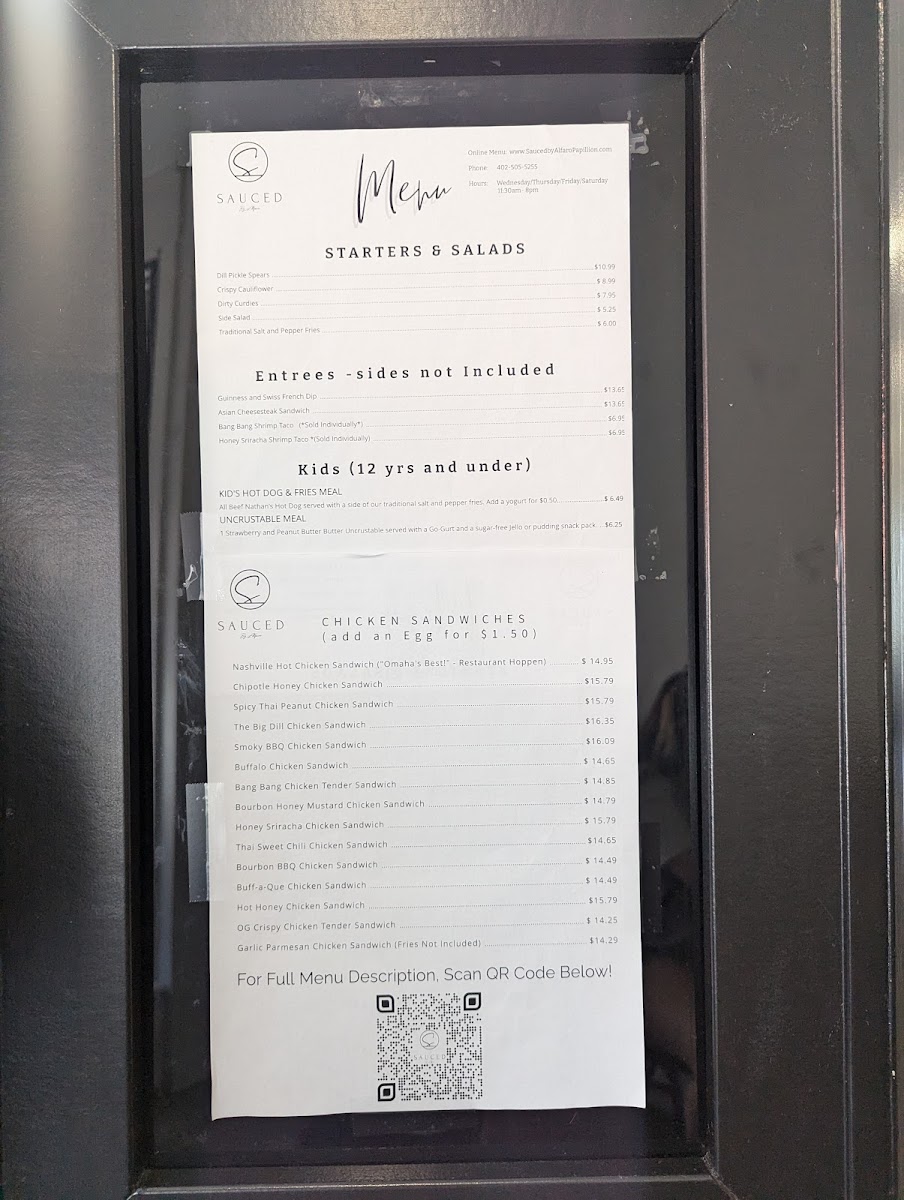 SAUCED
Menu
Online Menu: www.SaucedbyAlfaroPapillion.com
Phone: 402-505-5255
Hours: Wednesday/Thursday/Friday/Saturday
11:30am- 8pm
STARTERS & SALADS
Dill Pickle Spears $10.99
Crispy Cauliflower $ 8.99
Dirty Curdies $ 7.95
Side Salad $ 5.25
Traditional Salt and Pepper Fries $ 6.00
Entrees -sides not Included
Guinness and Swiss French Dip $13.65
Asian Cheesesteak Sandwich $13.65
Bang Bang Shrimp Taco (*Sold Individually*) $6.95
Honey Sriracha Shrimp Taco *(Sold Individually) $6.95
Kids (12 yrs and under)
KID'S HOT DOG & FRIES MEAL
All Beef Nathan's Hot Dog served with a side of our traditional salt and pepper fries. Add a yogurt for $0.50 $ 6.49
UNCRUSTABLE MEAL
1 Strawberry and Peanut Butter Butter Uncrustable served with a Go Gurt and a sugar-free Jello or pudding snack pack $6.25
SAUCED
CHICKEN SANDWICHES
(add an Egg for $1.50)
Nashville Hot Chicken Sandwich ("Omaha's Best!" - Restaurant Hoppen) $ 14.95
Chipotle Honey Chicken Sandwich $15.79
Spicy Thai Peanut Chicken Sandwich $15.79
The Big Dill Chicken Sandwich $16.35
Smoky BBQ Chicken Sandwich $16.09
Buffalo Chicken Sandwich $ 14.65
Bang Bang Chicken Tender Sandwich $ 14.85
Bourbon Honey Mustard Chicken Sandwich $ 14.79
Honey Sriracha Chicken Sandwich $ 15.79
Thai Sweet Chili Chicken Sandwich $14.65
Bourbon BBQ Chicken Sandwich $ 14.49
Buff-a-Que Chicken Sandwich $ 14.49
Hot Honey Chicken Sandwich $15.79
OG Crispy Chicken Tender Sandwich $ 14.25
Garlic Parmesan Chicken Sandwich (Fries Not Included) $14.29
For Full Menu Description, Scan QR Code Below!
SAUCED